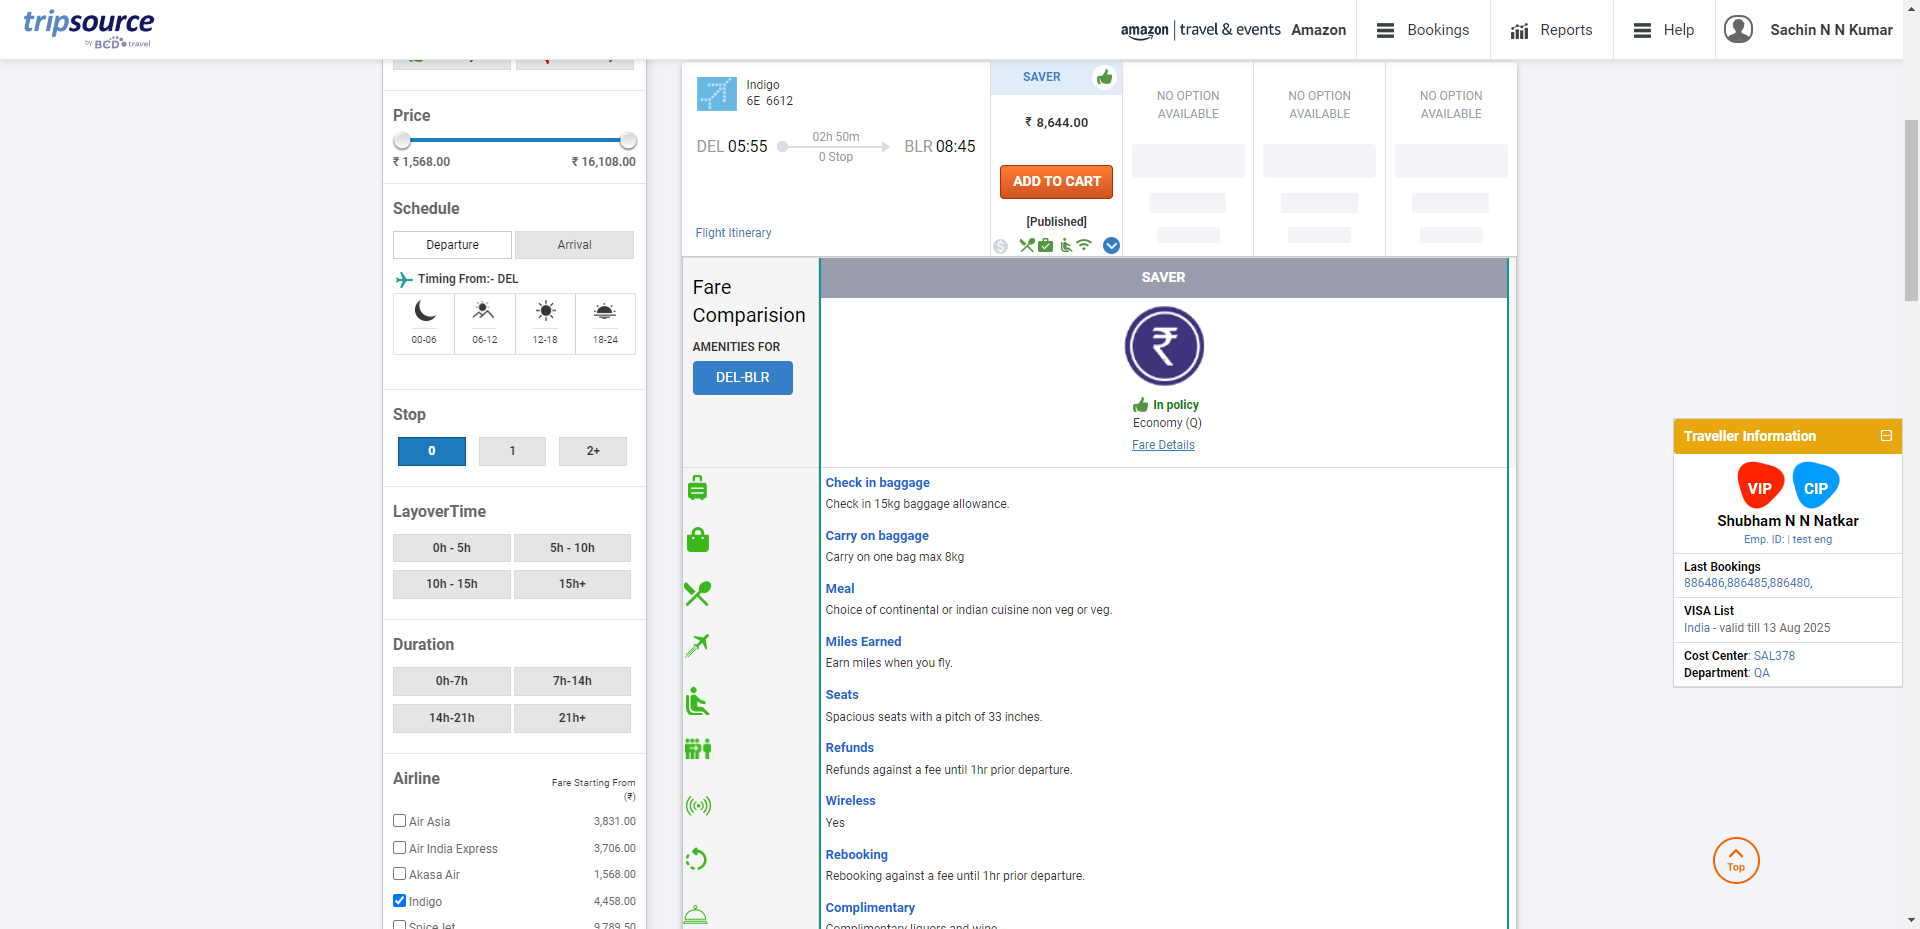 tripsource
by BCD travel
amazon travel & events Amazon
Bookings
Reports
Help
Sachin N N Kumar
Price
₹ 1,568.00 ₹ 16,108.00
Schedule
Departure Arrival
Timing From:- DEL
00-06 06-12 12-18 18-24
Stop
0 1 2+
LayoverTime
0h - 5h 5h - 10h
10h - 15h 15h+
Duration
0h-7h 7h-14h
14h-21h 21h+
Airline Fare Starting From
(₹)
Air Asia 3,831.00
Air India Express 3,706.00
Akasa Air 1,568.00
Indigo 4,458.00
SpiceJet 9,789.50
Indigo
6E 6612
DEL 05:55 02h 50m BLR 08:45
0 Stop
Flight Itinerary
SAVER
₹ 8,644.00
ADD TO CART
[Published]
NO OPTION
AVAILABLE
NO OPTION
AVAILABLE
NO OPTION
AVAILABLE
Fare
Comparision
AMENITIES FOR
DEL-BLR
SAVER
₹
In policy
Economy (Q)
Fare Details
Check in baggage
Check in 15kg baggage allowance.
Carry on baggage
Carry on one bag max 8kg
Meal
Choice of continental or indian cuisine non veg or veg.
Miles Earned
Earn miles when you fly.
Seats
Spacious seats with a pitch of 33 inches.
Refunds
Refunds against a fee until 1hr prior departure.
Wireless
Yes
Rebooking
Rebooking against a fee until 1hr prior departure.
Complimentary
Complimentary liquors and wine
Traveller Information
VIP CIP
Shubham N N Natkar
Emp. ID: | test eng
Last Bookings
886486,886485,886480,
VISA List
India - valid till 13 Aug 2025
Cost Center: SAL378
Department: QA
Top